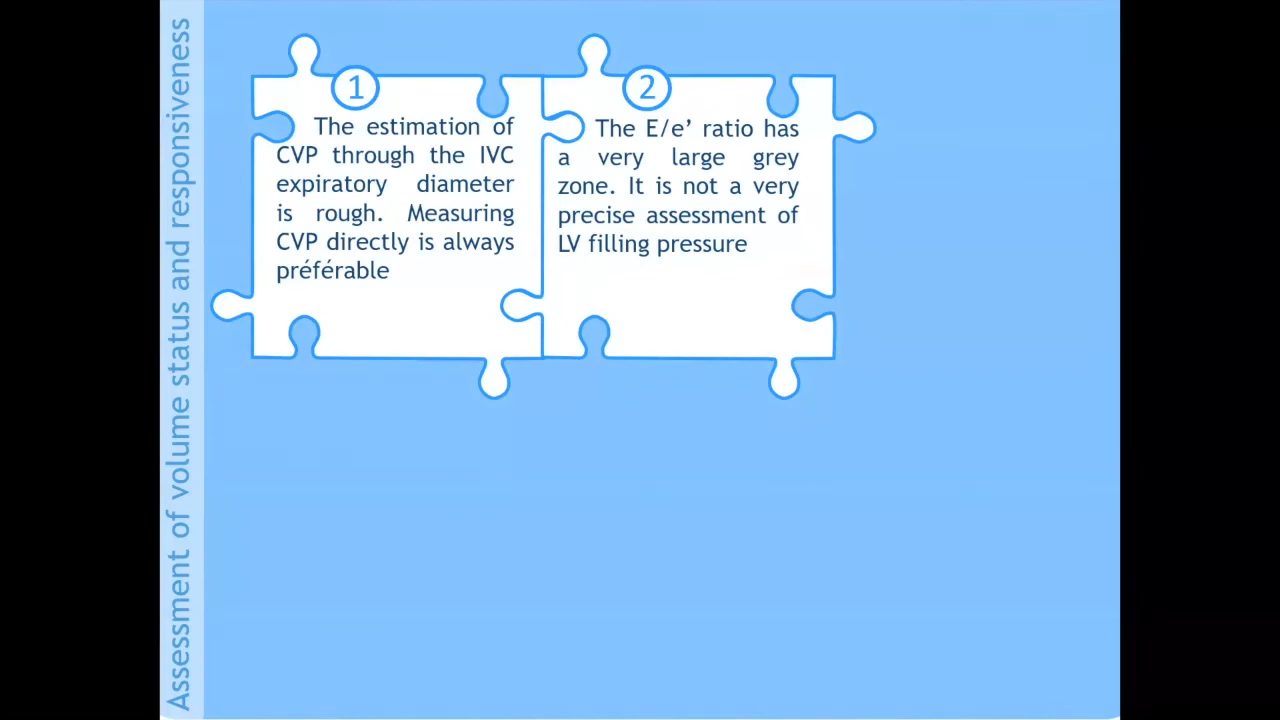 Assessment of volume status and responsiveness
1
The estimation of
CVP through the IVC
expiratory diameter
is rough. Measuring
CVP directly is always
préférable
2
The E/e’ ratio has
a very large grey
zone. It is not a very
precise assessment of
LV filling pressure